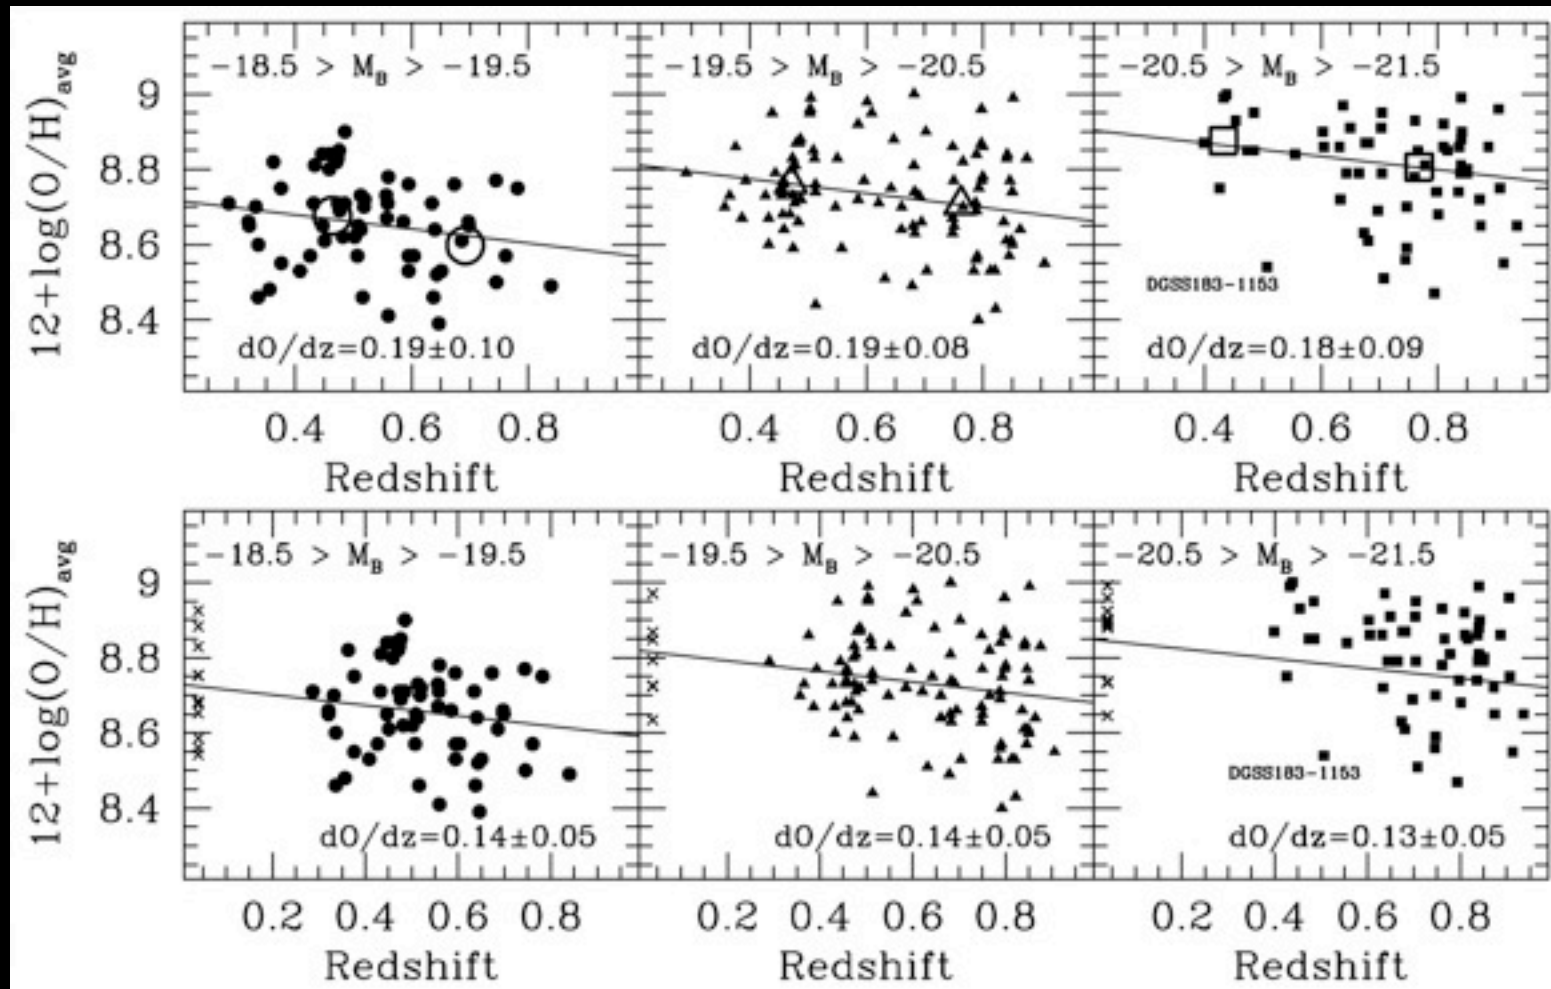 12+log(O/H)avg
-18.5 > MB > -19.5
-19.5 > MB > -20.5
-20.5 > MB > -21.5
9
8.8
8.6
8.4
DGSS183-1153
dO/dz=0.19±0.10
dO/dz=0.19±0.08
dO/dz=0.18±0.09
0.4 0.6 0.8
0.4 0.6 0.8
0.4 0.6 0.8
Redshift
Redshift
Redshift
12+log(O/H)avg
-18.5 > MB > -19.5
-19.5 > MB > -20.5
-20.5 > MB > -21.5
9
8.8
8.6
8.4
DGSS183-1153
dO/dz=0.14±0.05
dO/dz=0.14±0.05
dO/dz=0.13±0.05
0.2 0.4 0.6 0.8
0.2 0.4 0.6 0.8
0.2 0.4 0.6 0.8
Redshift
Redshift
Redshift